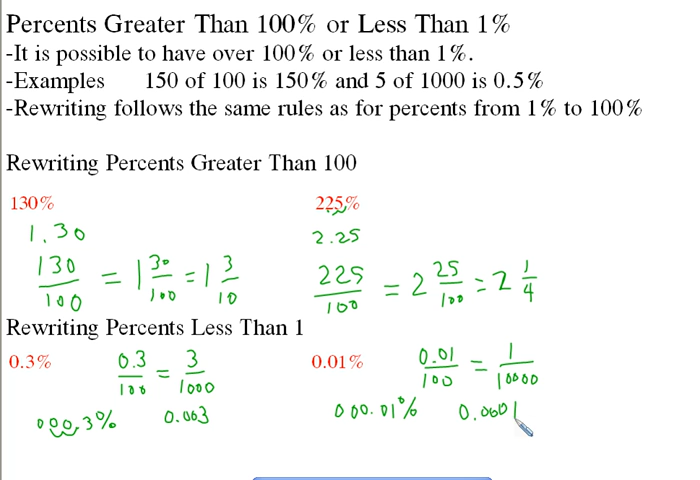 Percents Greater Than 100% or Less Than 1%
-It is possible to have over 100% or less than 1%.
-Examples 150 of 100 is 150% and 5 of 1000 is 0.5%
-Rewriting follows the same rules as for percents from 1% to 100%
Rewriting Percents Greater Than 100
130% 225%
1.30 2.25
130/100 = 1 30/100 = 1 3/10 225/100 = 2 25/100 = 2 1/4
Rewriting Percents Less Than 1
0.3% 0.3/100 = 3/1000 0.01% 0.01/100 = 1/10000
000.3% 0.003 000.01% 0.0001